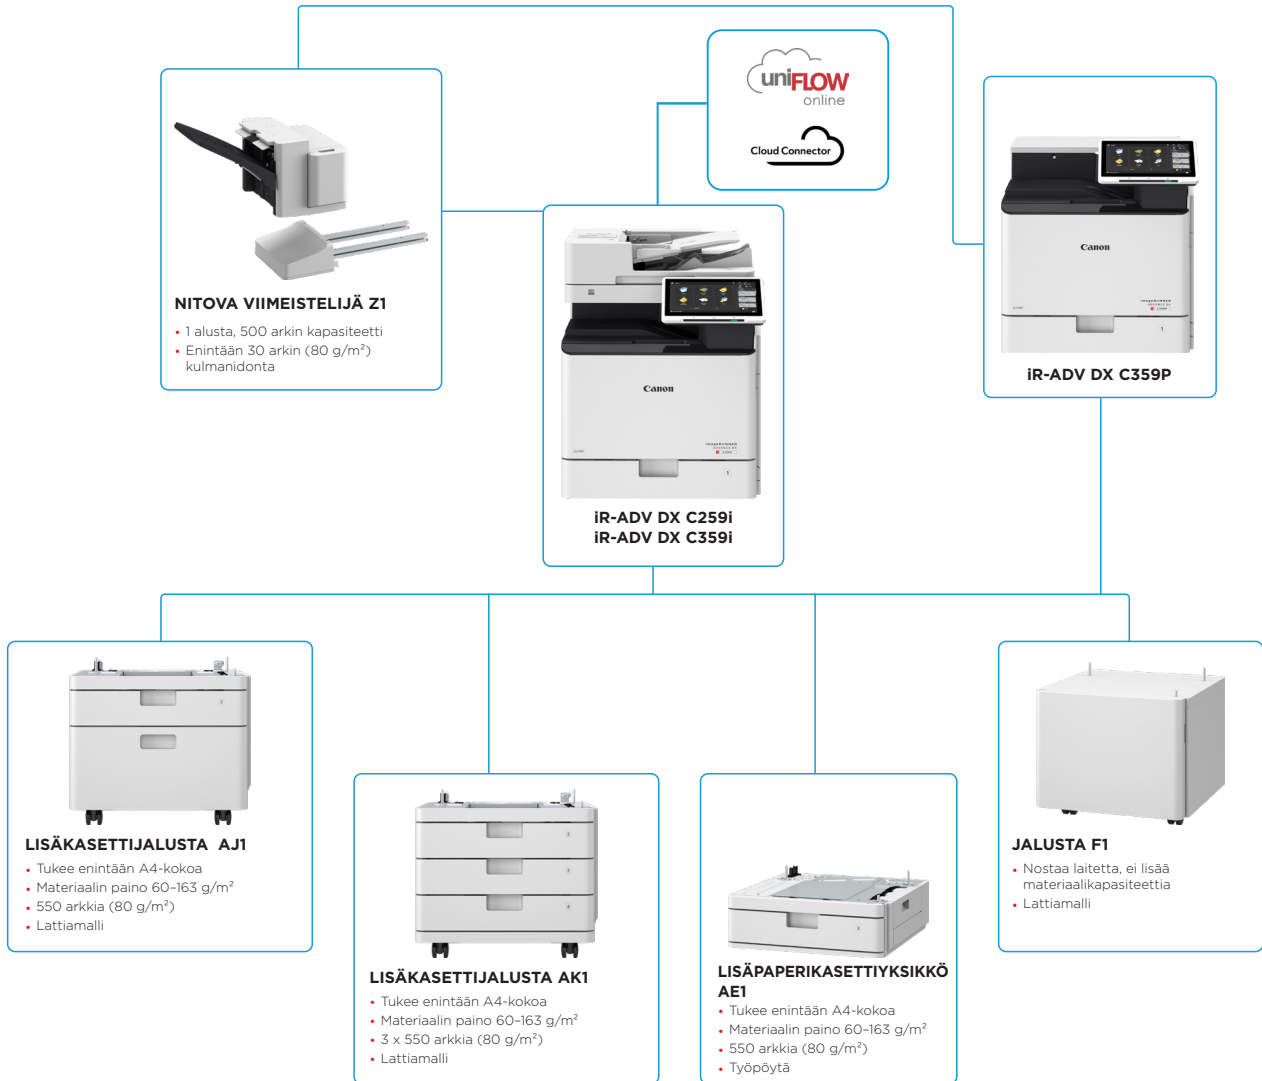 uniFLOW
online
Cloud Connector
NITOVA VIIMEISTELIJÄ Z1
• 1 alusta, 500 arkin kapasiteetti
• Enintään 30 arkin (80 g/m²)
kulmanidonta
Canon
iR-ADV DX C259i
iR-ADV DX C359i
Canon
iR-ADV DX C359P
LISÄKASETTIJALUSTA AJ1
• Tukee enintään A4-kokoa
• Materiaalin paino 60–163 g/m²
• 550 arkkia (80 g/m²)
• Lattiamalli
LISÄKASETTIJALUSTA AK1
• Tukee enintään A4-kokoa
• Materiaalin paino 60–163 g/m²
• 3 x 550 arkkia (80 g/m²)
• Lattiamalli
LISÄPAPERIKASETTIYKSIKKÖ
AE1
• Tukee enintään A4-kokoa
• Materiaalin paino 60–163 g/m²
• 550 arkkia (80 g/m²)
• Työpöytä
JALUSTA F1
• Nostaa laitetta, ei lisää
materiaalikapasiteettia
• Lattiamalli